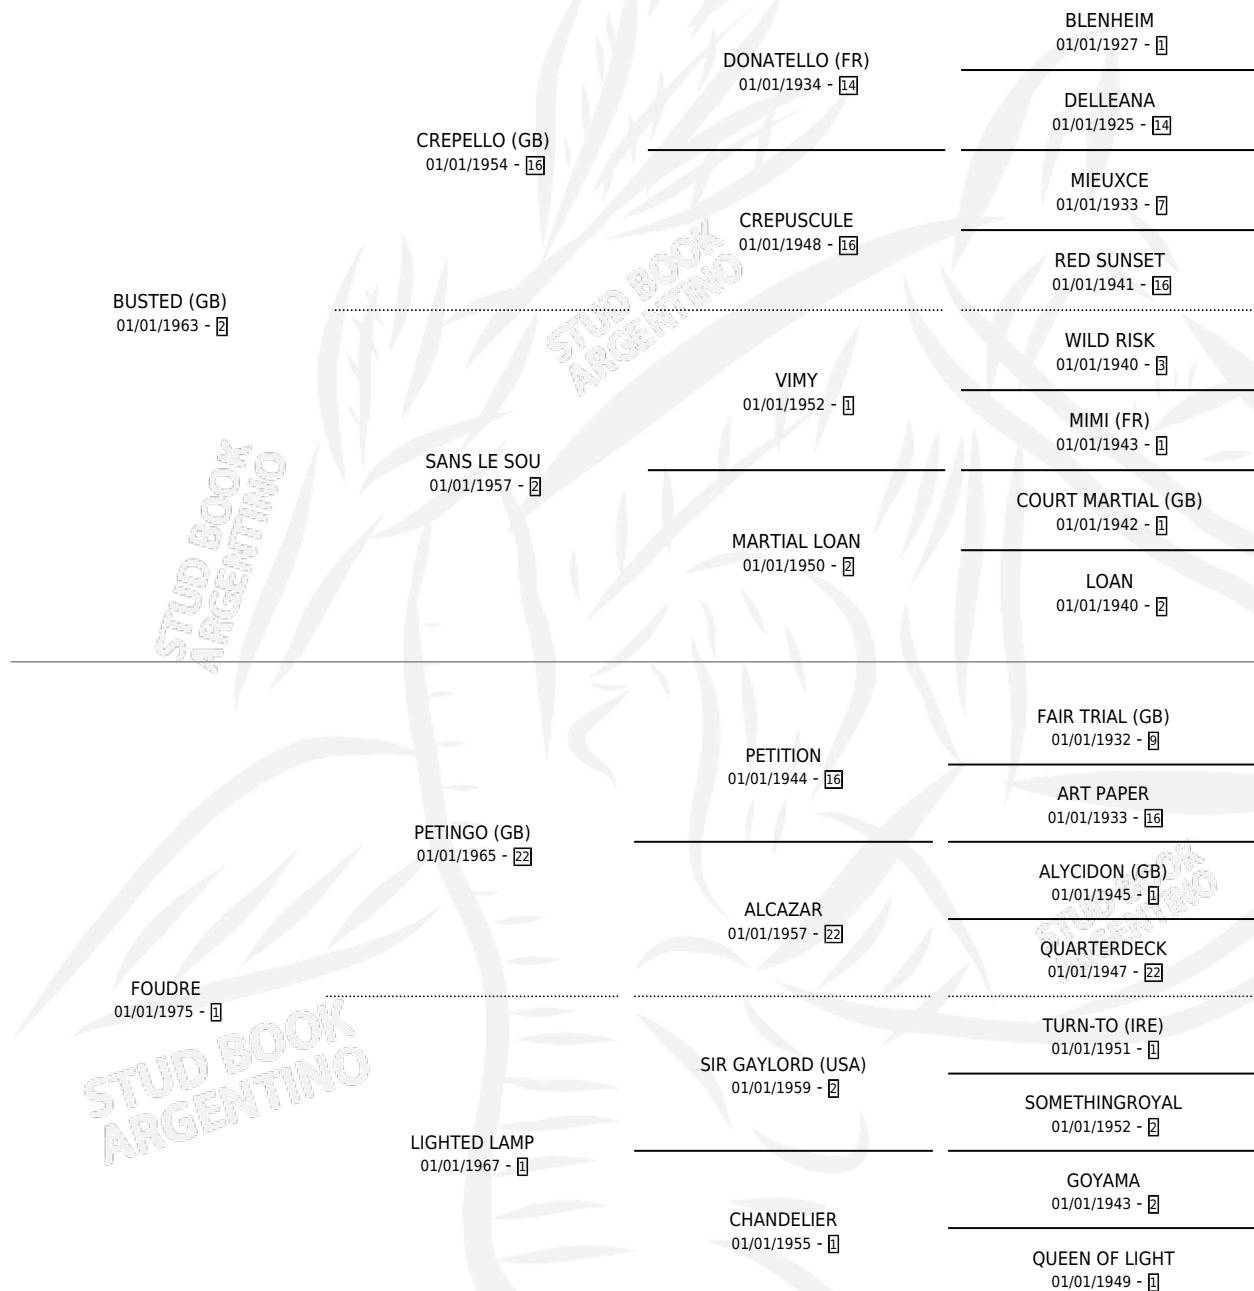 BLENHEIM
01/01/1927 - 1
DONATELLO (FR)
01/01/1934 - 14
DELLEANA
01/01/1925 - 14
CREPELLO (GB)
01/01/1954 - 16
MIEUXCE
01/01/1933 - 7
CREPUSCULE
01/01/1948 - 16
RED SUNSET
01/01/1941 - 16
BUSTED (GB)
01/01/1963 - 2
STUD BOOK
ARGENTINO
WILD RISK
01/01/1940 - 3
VIMY
01/01/1952 - 1
MIMI (FR)
01/01/1943 - 1
SANS LE SOU
01/01/1957 - 2
COURT MARTIAL (GB)
01/01/1942 - 1
MARTIAL LOAN
01/01/1950 - 2
LOAN
01/01/1940 - 2
STUD BOOK
ARGENTINO
FAIR TRIAL (GB)
01/01/1932 - 9
PETITION
01/01/1944 - 16
ART PAPER
01/01/1933 - 16
PETINGO (GB)
01/01/1965 - 22
ALYCIDON (GB)
01/01/1945 - 1
ALCAZAR
01/01/1957 - 22
QUARTERDECK
01/01/1947 - 22
STUD BOOK
ARGENTINO
FOUDRE
01/01/1975 - 1
TURN-TO (IRE)
01/01/1951 - 1
SIR GAYLORD (USA)
01/01/1959 - 2
SOMETHINGROYAL
01/01/1952 - 2
STUD BOOK
ARGENTINO
LIGHTED LAMP
01/01/1967 - 1
GOYAMA
01/01/1943 - 2
CHANDELIER
01/01/1955 - 1
QUEEN OF LIGHT
01/01/1949 - 1